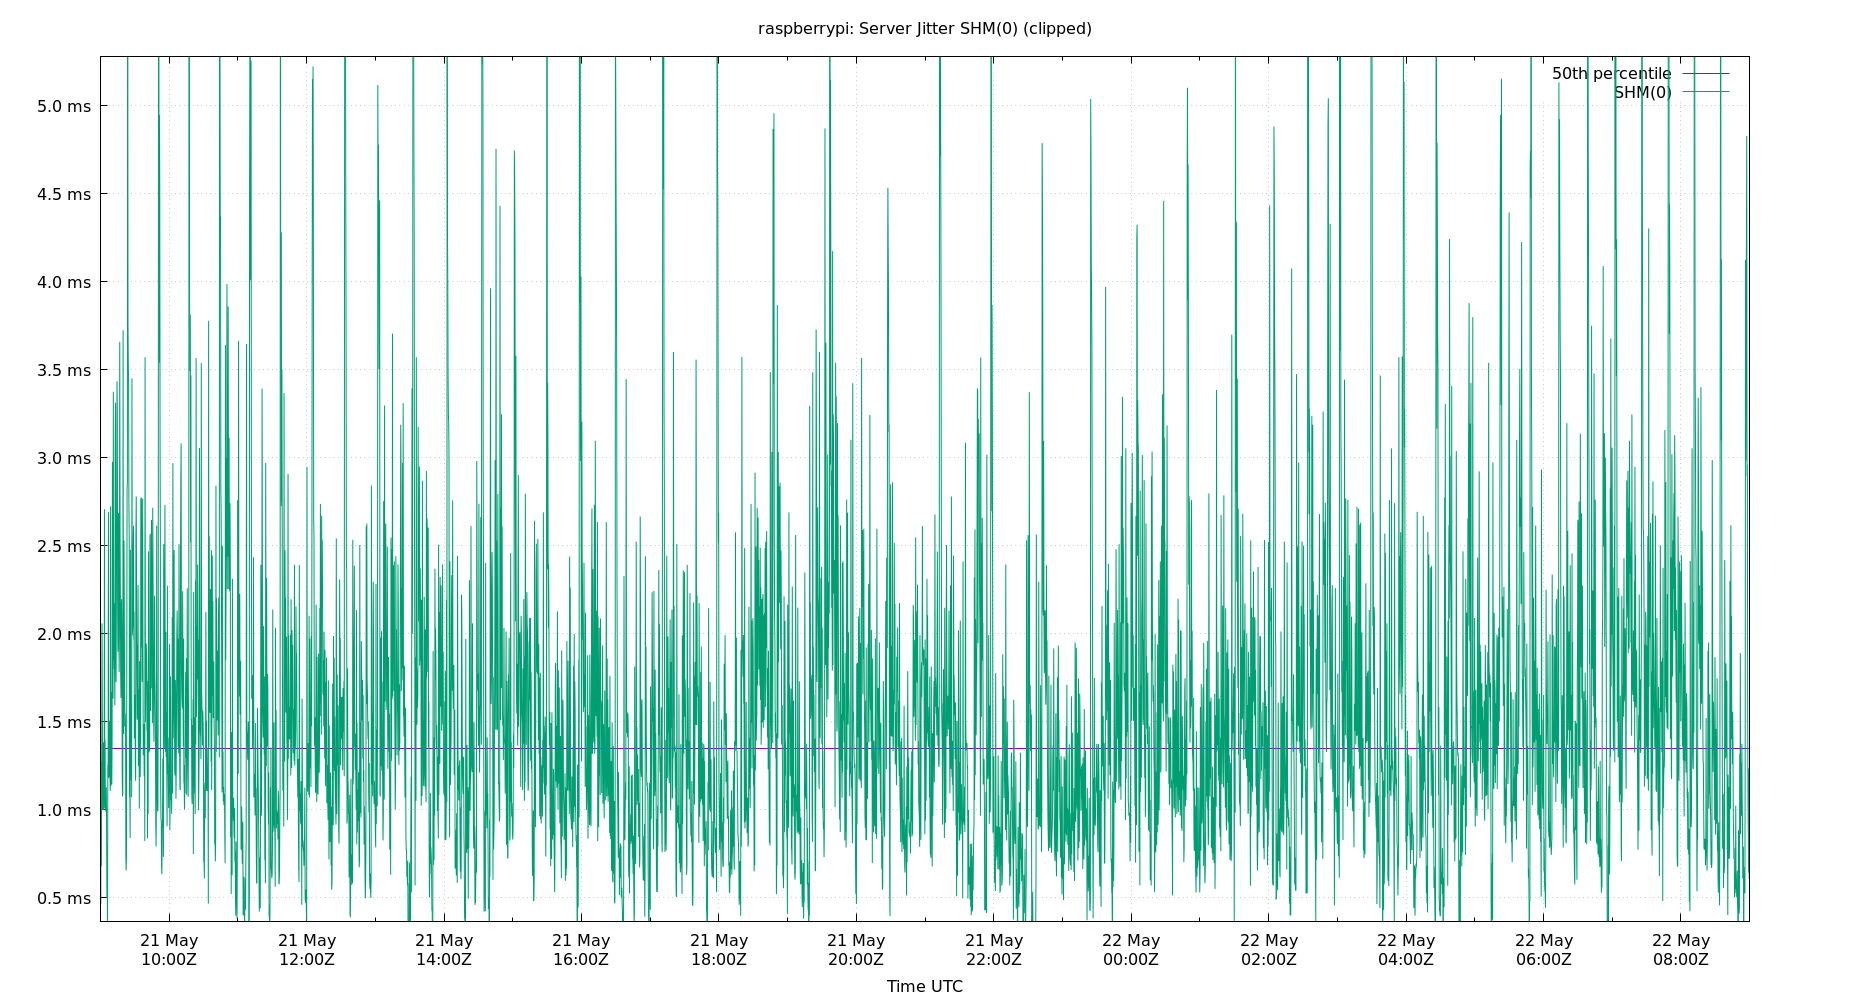 raspberrypi: Server Jitter SHM(0) (clipped)
50th percentile
SHM(0)
5.0 ms
4.5 ms
4.0 ms
3.5 ms
3.0 ms
2.5 ms
2.0 ms
1.5 ms
1.0 ms
0.5 ms
21 May 21 May 21 May 21 May 21 May 21 May 21 May 22 May 22 May 22 May 22 May 22 May
10:00Z 12:00Z 14:00Z 16:00Z 18:00Z 20:00Z 22:00Z 00:00Z 02:00Z 04:00Z 06:00Z 08:00Z
Time UTC